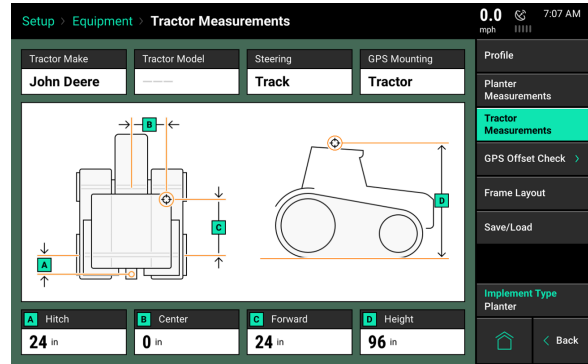 Setup > Equipment > Tractor Measurements
0.0
mph
7:07 AM
Tractor Make
John Deere
Tractor Model
---
Steering
Track
GPS Mounting
Tractor
B
C
A
D
A Hitch
24 in
B Center
0 in
C Forward
24 in
D Height
96 in
Profile
Planter
Measurements
Tractor
Measurements
GPS Offset Check >
Frame Layout
Save/Load
Implement Type
Planter
< Back